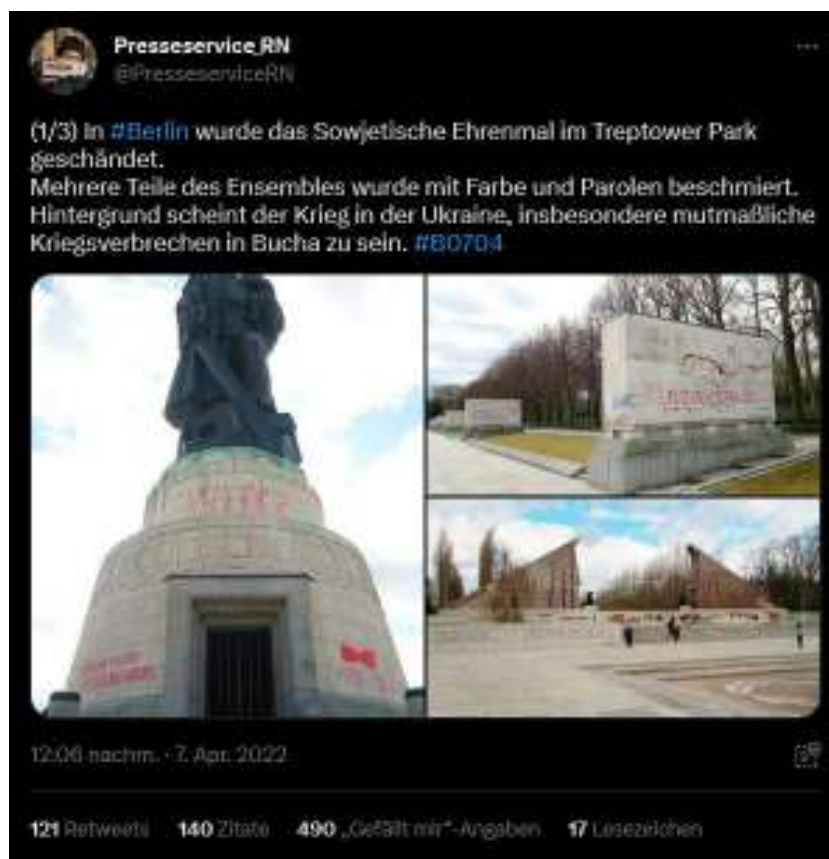 Presseservice_RN
@PresseserviceRN
(1/3) In #Berlin wurde das Sowjetische Ehrenmal im Treptower Park
geschändet.
Mehrere Teile des Ensembles wurde mit Farbe und Parolen beschmiert.
Hintergrund scheint der Krieg in der Ukraine, insbesondere mutmaßliche
Kriegsverbrechen in Bucha zu sein. #B0704
12:06 nachm. · 7. Apr. 2022
121 Retweets 140 Zitate 490 „Gefällt mir“-Angaben 17 Lesezeichen